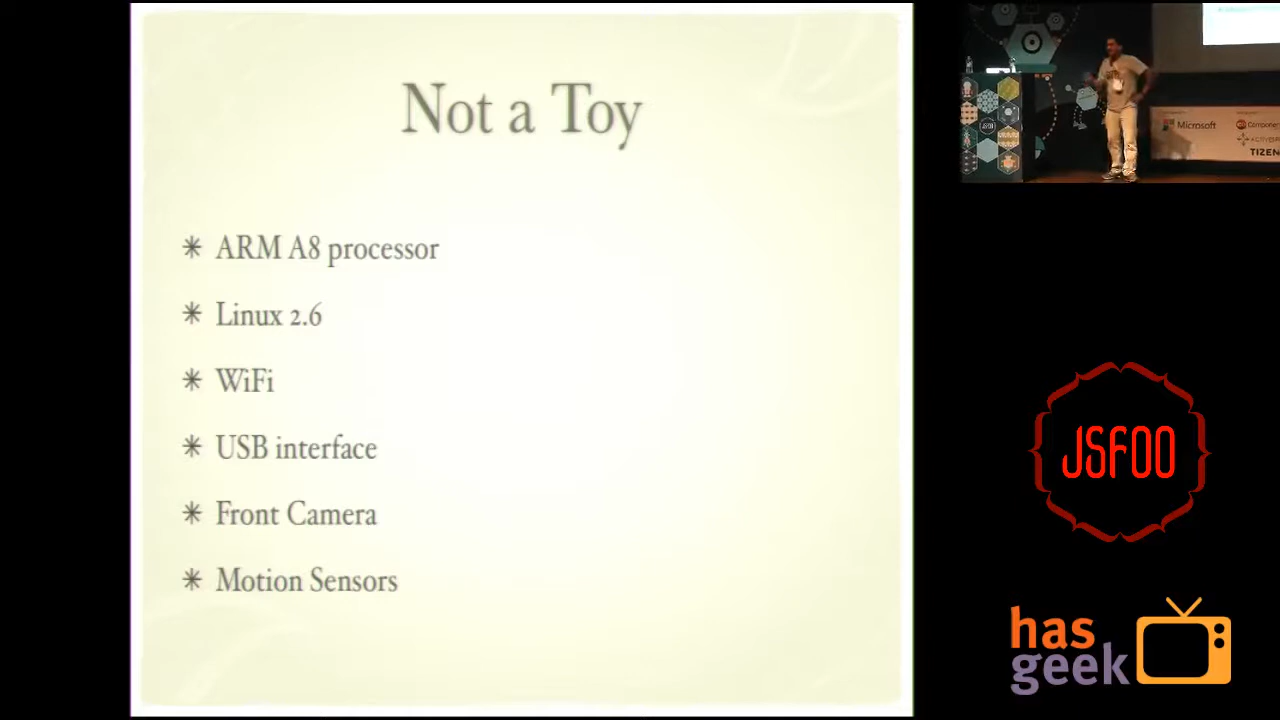 Not a Toy
ARM A8 processor
Linux 2.6
WiFi
USB interface
Front Camera
Motion Sensors
Microsoft
TIZEN
JSFOO
has
geek